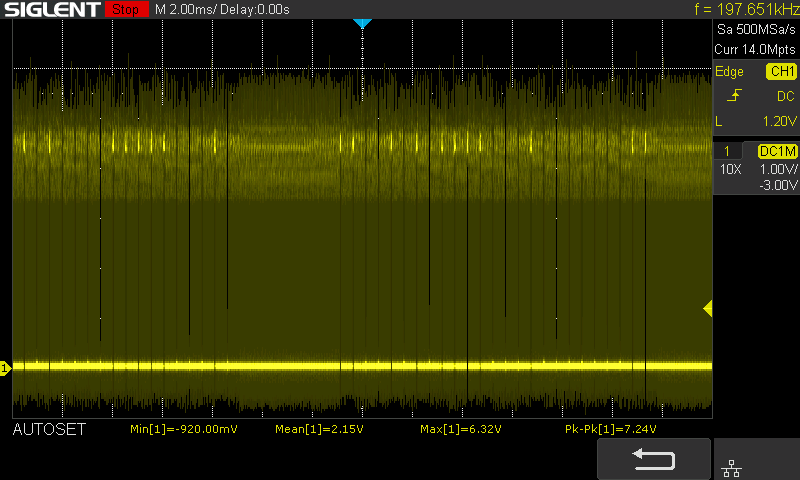 SIGLENT Stop M 2.00ms/ Delay:0.00s f = 197.651kHz
Sa 500MSa/s
Curr 14.0Mpts
Edge CH1
DC
L 1.20V
1 DC1M
10X 1.00V/
-3.00V
1
AUTOSET Min[1]=-920.00mV Mean[1]=2.15V Max[1]=6.32V Pk-Pk[1]=7.24V